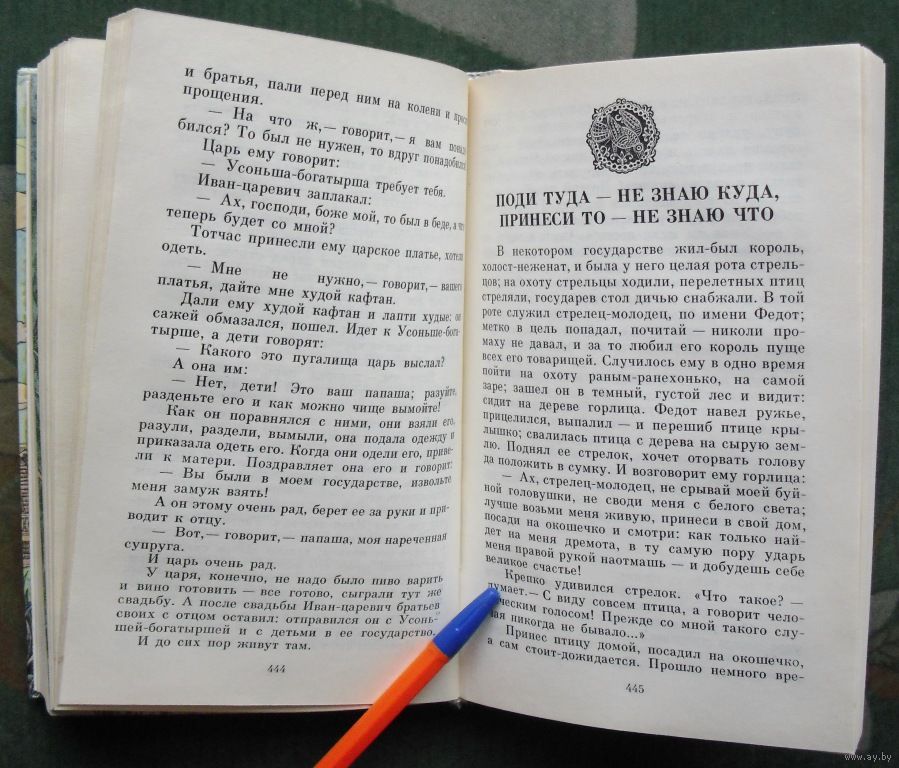 и братья, пали перед ним на колени и
прощения.
— На что ж,— говорит,— я вам
бился? То был не нужен, то вдруг понадобился
Царь ему говорит:
— Усоньша-богатырша требует тебя.
Иван-царевич заплакал:
— Ах, господи, боже мой, то был в беде, а что
теперь будет со мной?
Тотчас принесли ему царское платье, хотели
одеть.
— Мне не нужно,— говорит,— вашего
платья, дайте мне худой кафтан.
Дали ему худой кафтан и лапти худые; он
сажей обмазался, пошел. Идет к Усоньше-бога-
тырше, а дети говорят:
— Какого это пугалища царь выслал?
А она им:
— Нет, дети! Это ваш папаша; разуйте,
разденьте его и как можно чище вымойте!
Как он поравнялся с ними, они взяли его,
разули, раздели, вымыли, она подала одежду и
приказала одеть его. Когда они одели его, приве-
ли к матери. Поздравляет она его и говорит:
— Вы были в моем государстве, извольте
меня замуж взять!
А он этому очень рад, берет ее за руки и при-
водит к отцу.
— Вот,— говорит,— папаша, моя нареченная
супруга.
И царь очень рад.
У царя, конечно, не надо было пиво варить
и вино готовить — все готово, сыграли тут же
свадьбу. А после свадьбы Иван-царевич братьев
своих с отцом оставил: отправился он с Усонь-
шей-богатыршей и с детьми в ее государство.
И до сих пор живут там.
444
ПОДИ ТУДА — НЕ ЗНАЮ КУДА,
ПРИНЕСИ ТО — НЕ ЗНАЮ ЧТО
В некотором государстве жил-был король,
холост-неженат, и была у него целая рота стрель-
цов; на охоту стрельцы ходили, перелетных птиц
стреляли, государев стол дичью снабжали. В той
роте служил стрелец-молодец, по имени Федот;
метко в цель попадал, почитай — николи про-
маху не давал, и за то любил его король пуще
всех его товарищей. Случилось ему в одно время
пойти на охоту раным-ранехонько, на самой
заре; зашел он в темный, густой лес и видит:
сидит на дереве горлица. Федот навел ружье,
прицелился, выпалил — и перешиб птице кры-
лышко; свалилась птица с дерева на сырую зем-
лю. Поднял ее стрелок, хочет оторвать голову
да положить в сумку. И возговорит ему горлица:
— Ах, стрелец-молодец, не срывай моей буй-
ной головушки, не своди меня с белого света;
лучше возьми меня живую, принеси в свой дом,
посади на окошечко и смотри: как только най-
дет на меня дремота, в ту самую пору ударь
меня правой рукой наотмашь — и добудешь себе
великое счастье!
Крепко удивился стрелок. «Что такое? —
думает.— С виду совсем птица, а говорит чело-
ческим голосом! Прежде со мной такого слу-
чая никогда не бывало...»
Принес птицу домой, посадил на окошечко,
а сам стоит-дожидается. Прошло немного вре-
445
www.ay.by